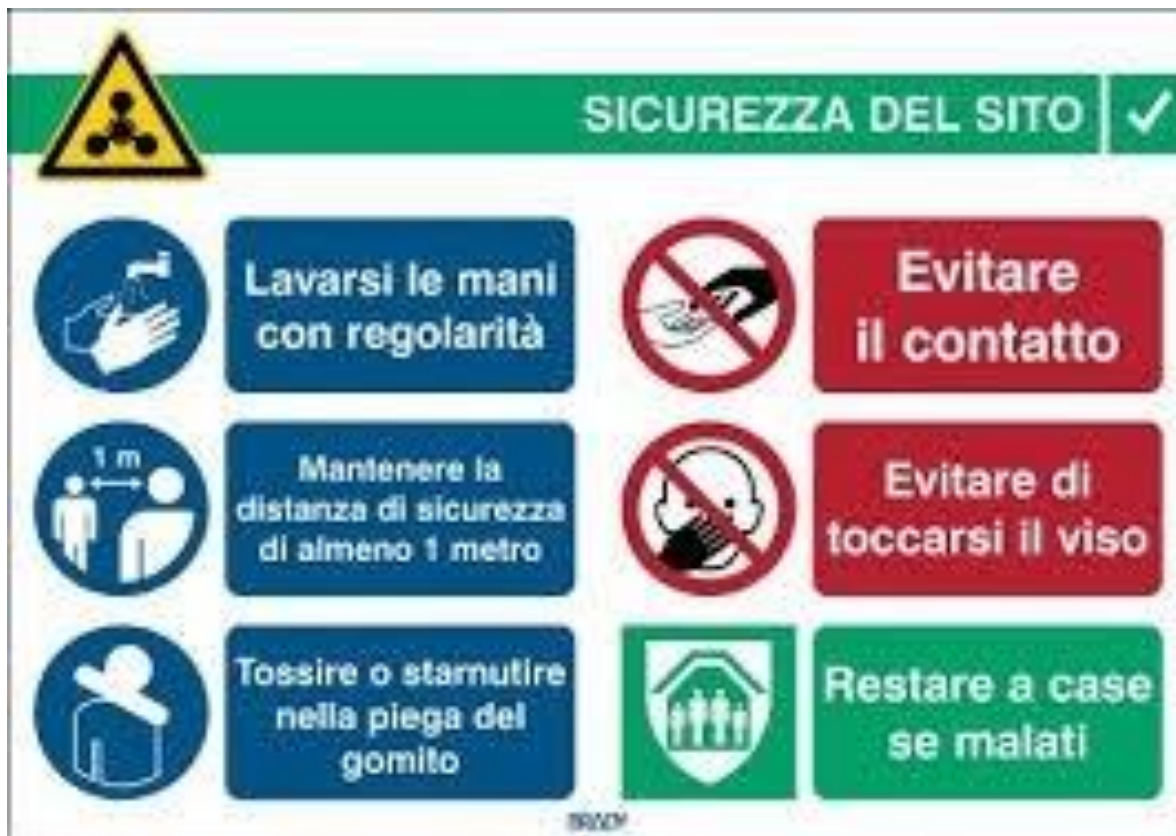 SICUREZZA DEL SITO
Lavarsi le mani
con regolarità
Evitare
il contatto
1 m
Mantenere la
distanza di sicurezza
di almeno 1 metro
Evitare di
toccarsi il viso
Tossire o starnutire
nella piega del
gomito
Restare a case
se malati
BRADY